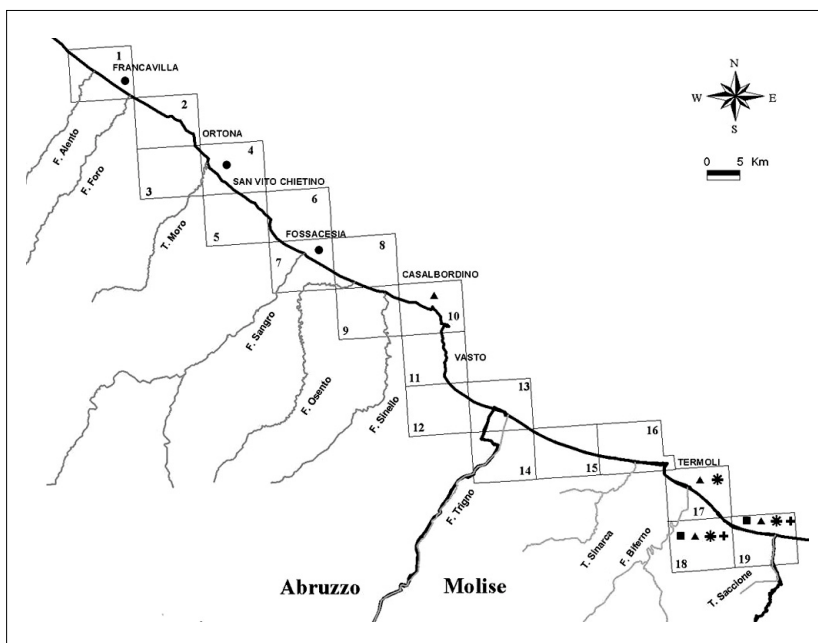 1
FRANCAVILLA
N
W E
S
2
0 5 Km
F. Alento
F. Foro
ORTONA
4
3
SAN VITO CHIETINO
T. Moro
6
5
FOSSACESIA
8
7
CASALBORDINO
F. Sangro
10
9
F. Osento
F. Sinello
VASTO
11
13
12
16
14
15
TERMOLI
F. Trigno
17
T. Sinarca
F. Biferno
18
19
T. Saccione
Abruzzo Molise